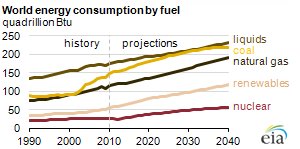 World energy consumption by fuel
quadrillion Btu
250
200
150
100
50
0
history projections
liquids
coal
natural gas
renewables
nuclear
1990 2000 2010 2020 2030 2040
eia